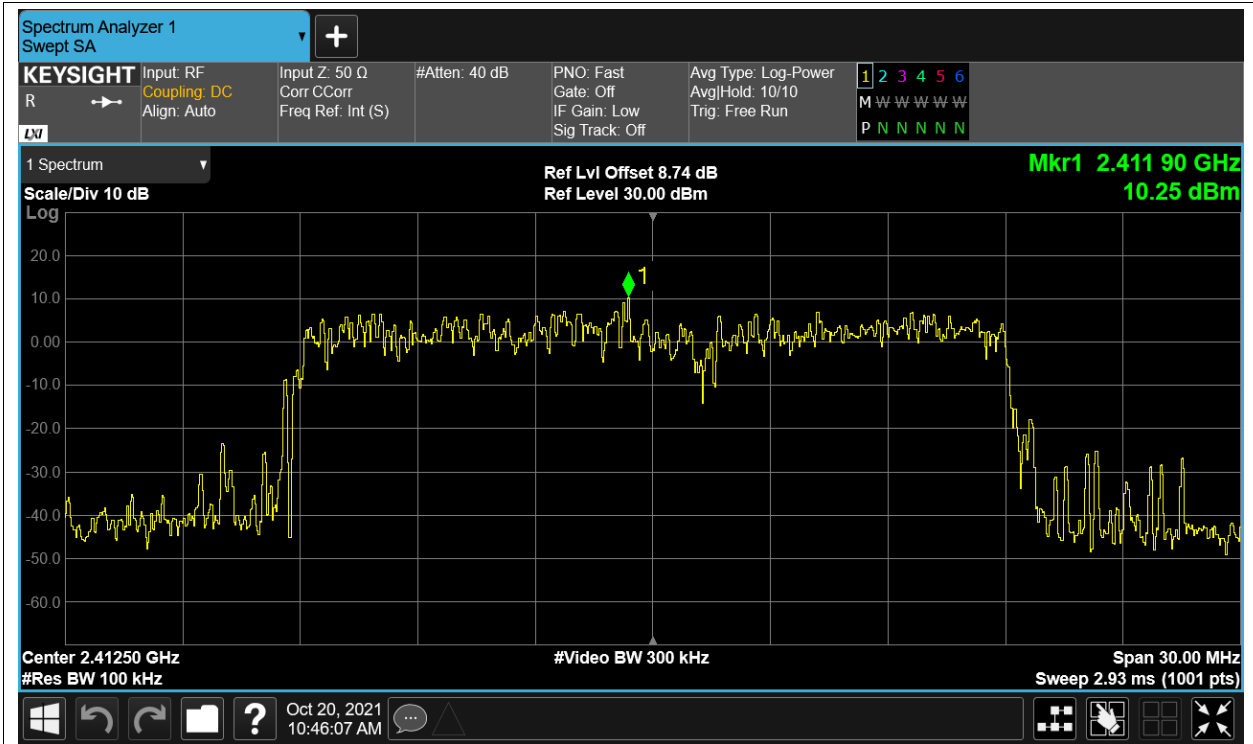 Spectrum Analyzer 1
Swept SA
KEYSIGHT
R
LXI
Input: RF
Coupling: DC
Align: Auto
Input Z: 50 Ω
Corr CCorr
Freq Ref: Int (S)
#Atten: 40 dB
PNO: Fast
Gate: Off
IF Gain: Low
Sig Track: Off
Avg Type: Log-Power
Avg|Hold: 10/10
Trig: Free Run
1 2 3 4 5 6
M W W W W W
P N N N N N
1 Spectrum
Scale/Div 10 dB
Log
Ref Lvl Offset 8.74 dB
Ref Level 30.00 dBm
Mkr1 2.411 90 GHz
10.25 dBm
20.0
10.0
0.00
-10.0
-20.0
-30.0
-40.0
-50.0
-60.0
1
Center 2.41250 GHz
#Res BW 100 kHz
#Video BW 300 kHz
Span 30.00 MHz
Sweep 2.93 ms (1001 pts)
?
Oct 20, 2021
10:46:07 AM